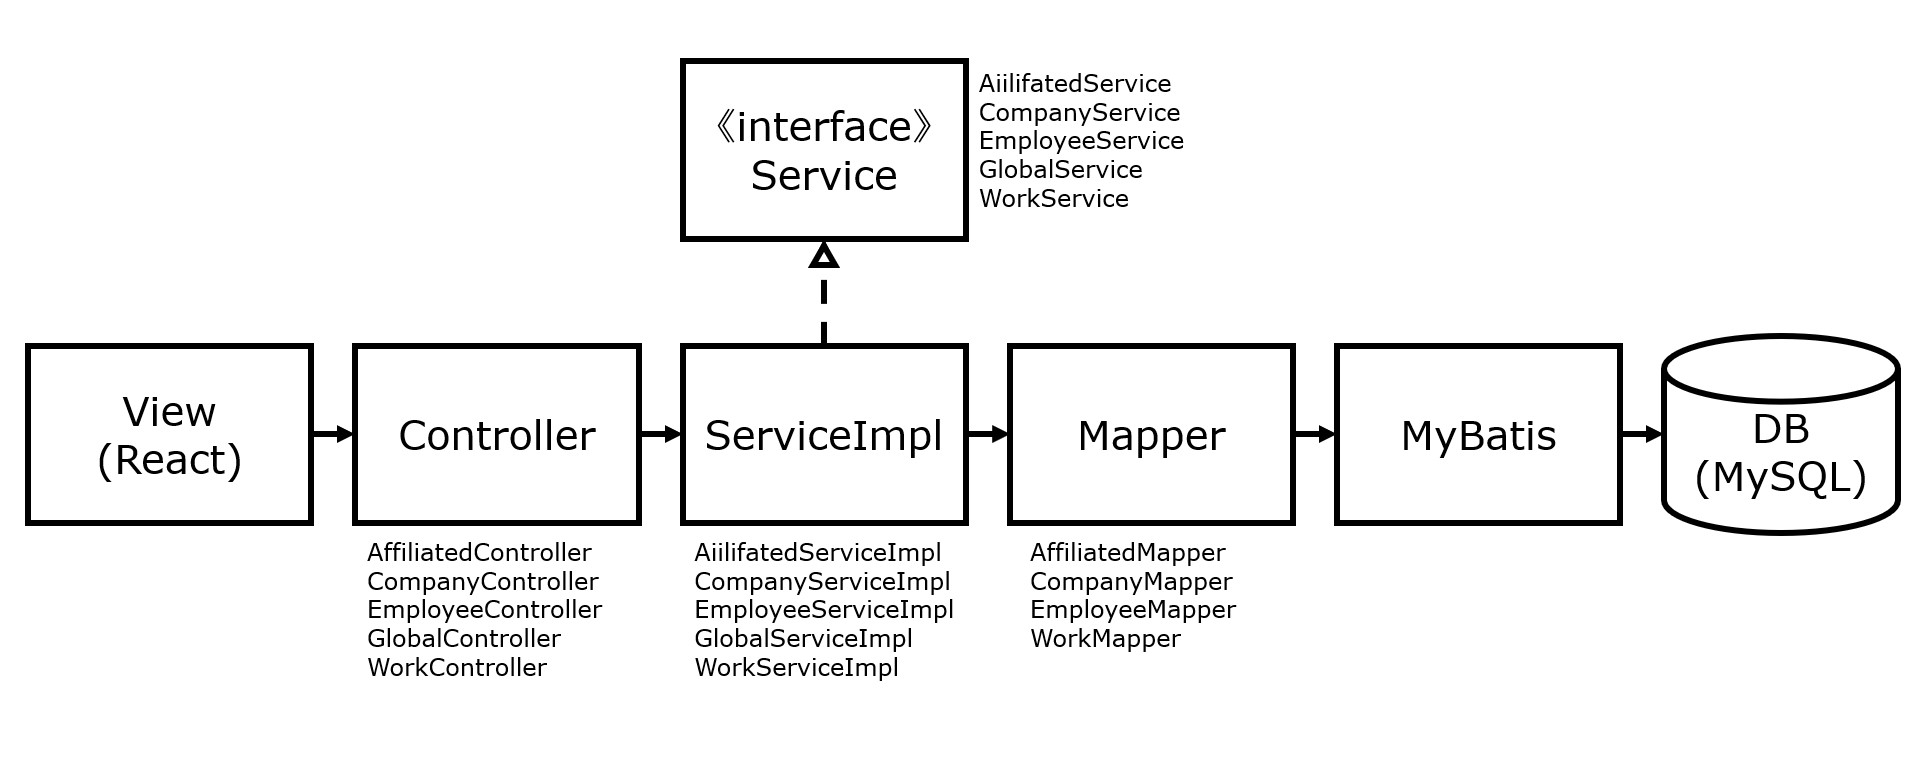 《interface》
Service
AiilifatedService
CompanyService
EmployeeService
GlobalService
WorkService
View
(React)
Controller
ServiceImpl
Mapper
MyBatis
DB
(MySQL)
AffiliatedController
CompanyController
EmployeeController
GlobalController
WorkController
AiilifatedServiceImpl
CompanyServiceImpl
EmployeeServiceImpl
GlobalServiceImpl
WorkServiceImpl
AffiliatedMapper
CompanyMapper
EmployeeMapper
WorkMapper